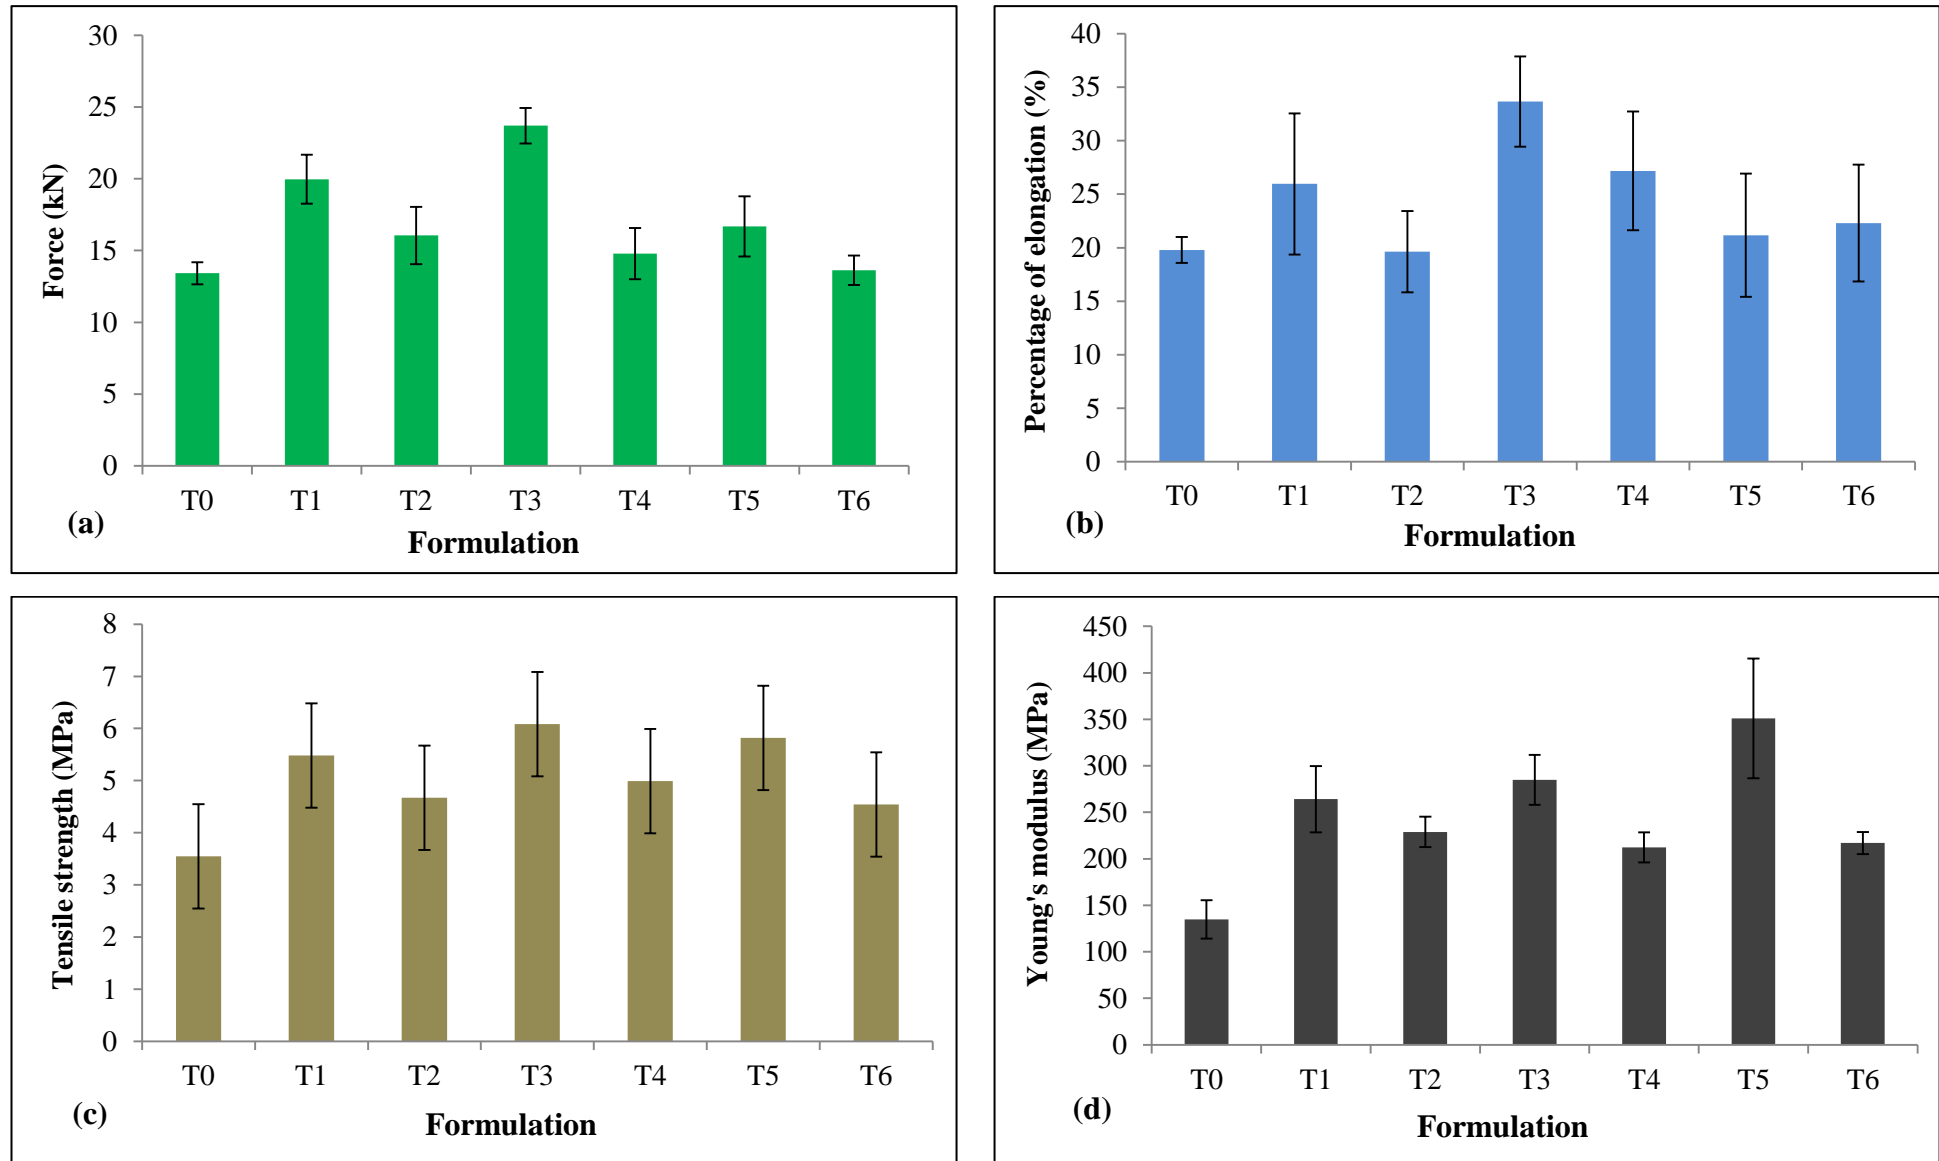 30
25
20
15
10
5
0
Force (kN)
T0 T1 T2 T3 T4 T5 T6
(a)
Formulation
40
35
30
25
20
15
10
5
0
Percentage of elongation (%)
T0 T1 T2 T3 T4 T5 T6
(b)
Formulation
8
7
6
5
4
3
2
1
0
Tensile strength (MPa)
T0 T1 T2 T3 T4 T5 T6
(c)
Formulation
450
400
350
300
250
200
150
100
50
0
Young's modulus (MPa)
T0 T1 T2 T3 T4 T5 T6
(d)
Formulation